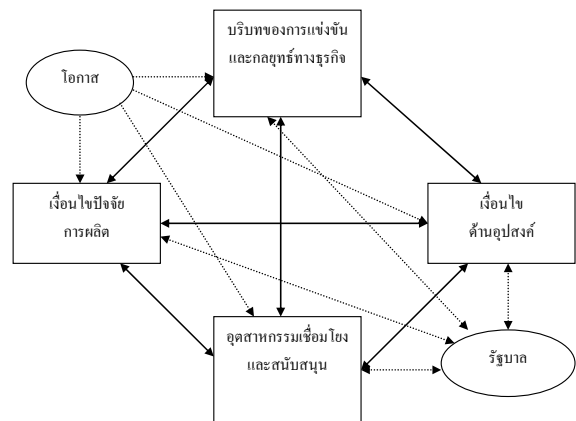 บริบทของการแข่งขัน
และกลยุทธ์ทางธุรกิจ
โอกาส
เงื่อนไขปัจจัย
การผลิต
เงื่อนไข
ด้านอุปสงค์
อุตสาหกรรมเชื่อมโยง
และสนับสนุน
รัฐบาล